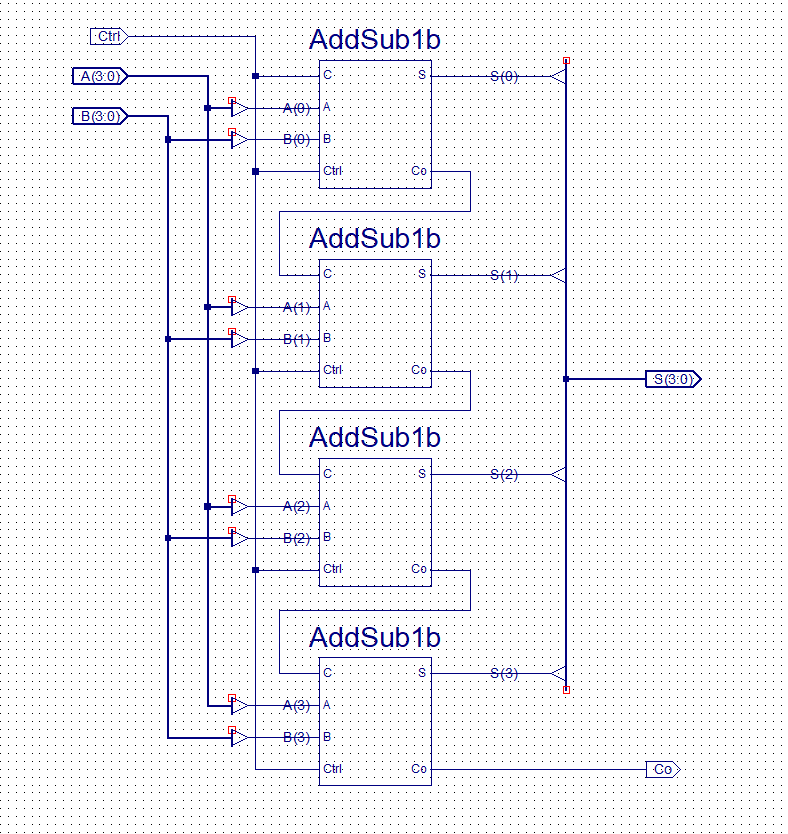 Ctrl
A(3:0)
B(3:0)
AddSub1b
C
S
S(0)
A(0)
A
B(0)
B
Ctrl
Co
AddSub1b
C
S
S(1)
A(1)
A
B(1)
B
Ctrl
Co
S(3:0)
AddSub1b
C
S
S(2)
A(2)
A
B(2)
B
Ctrl
Co
AddSub1b
C
S
S(3)
A(3)
A
B(3)
B
Ctrl
Co
Co